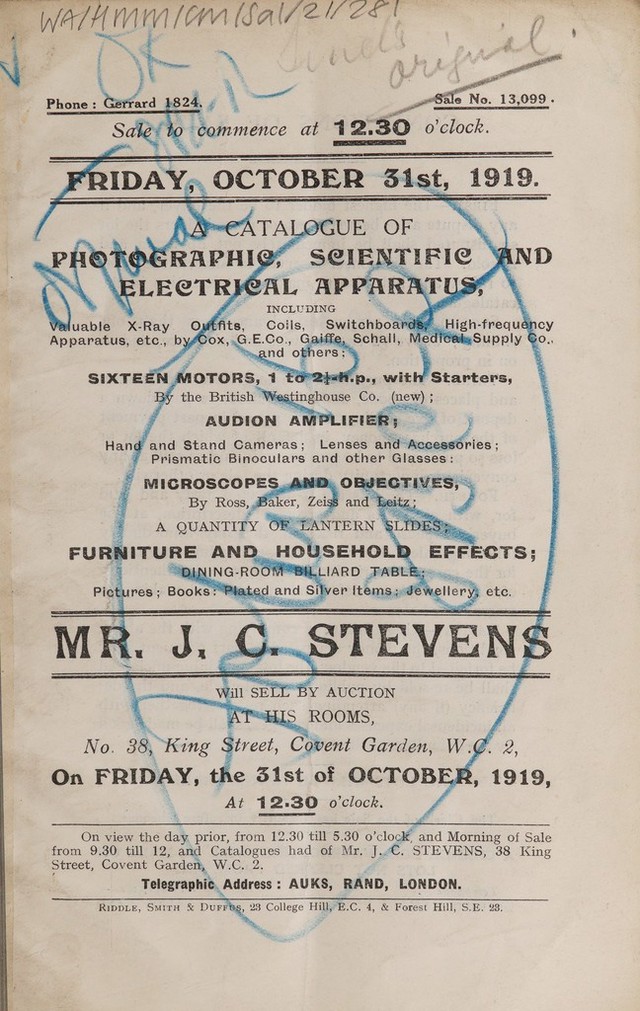 WA/HMM/CM/Sal/21/281
OK
original.
Phone : Gerrard 1824.
Sale No. 13,099.
Sale to commence at 12.30 o'clock.
FRIDAY, OCTOBER 31st, 1919.
A CATALOGUE OF
PHOTOGRAPHIC, SCIENTIFIC AND
ELECTRICAL APPARATUS,
INCLUDING
Valuable X-Ray Outfits, Coils, Switchboards, High-frequency
Apparatus, etc., by Cox, G.E.Co., Gaiffe, Schall, Medical Supply Co.,
and others:
SIXTEEN MOTORS, 1 to 2½-h.p., with Starters,
By the British Westinghouse Co. (new) ;
AUDION AMPLIFIER;
Hand and Stand Cameras; Lenses and Accessories;
Prismatic Binoculars and other Glasses:
MICROSCOPES AND OBJECTIVES,
By Ross, Baker, Zeiss and Leitz;
A QUANTITY OF LANTERN SLIDES;
FURNITURE AND HOUSEHOLD EFFECTS;
DINING-ROOM BILLIARD TABLE;
Pictures; Books: Plated and Silver Items; Jewellery, etc.
MR. J. C. STEVENS
Will SELL BY AUCTION
AT HIS ROOMS,
No. 38, King Street, Covent Garden, W.C. 2,
On FRIDAY, the 31st of OCTOBER, 1919,
At 12.30 o'clock.
On view the day prior, from 12.30 till 5.30 o'clock, and Morning of Sale
from 9.30 till 12, and Catalogues had of Mr. J. C. STEVENS, 38 King
Street, Covent Garden, W.C. 2.
Telegraphic Address : AUKS, RAND, LONDON.
RIDDLE, SMITH & DUFFUS, 23 College Hill, E.C. 4, & Forest Hill, S.E. 23.